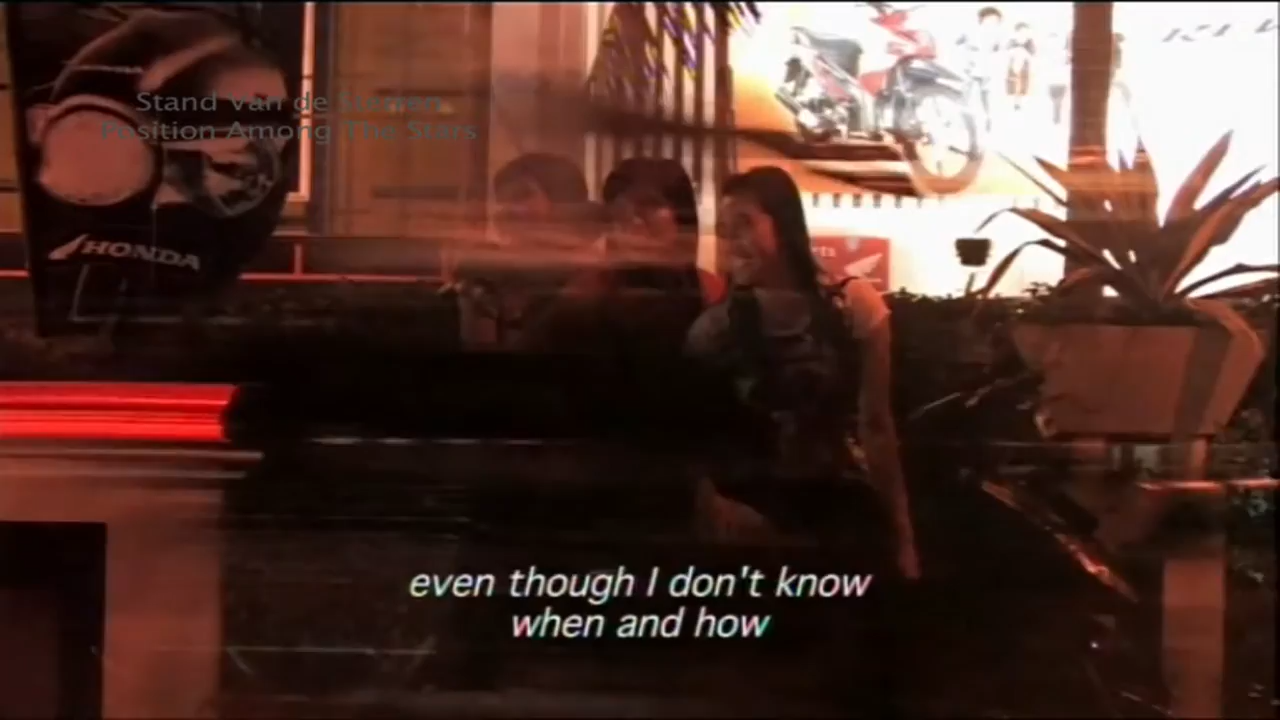 Stand van de Sterren
Position Among The Stars
HONDA
even though I don't know
when and how